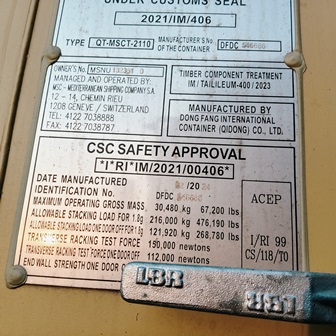 UNDER CUSTOMS SEAL
2021/IM/406
TYPE QT-MSCT-2110 MANUFACTURER'S No OF THE CONTAINER DFDC
OWNER'S No. MSNU
MANAGED AND OPERATED BY:
MSC - MEDITERRANEAN SHIPPING COMPANY S.A.
12 - 14, CHEMIN RIEU
1208 GENEVE / SWITZERLAND
TEL: 4122 7038888
FAX: 4122 7038787
TIMBER COMPONENT TREATMENT
IM / TAILILEUM-400 / 2023
MANUFACTURED BY
DONG FANG INTERNATIONAL
CONTAINER (QIDONG) CO., LTD.
CSC SAFETY APPROVAL
*I*RI*IM/2021/00406*
DATE MANUFACTURED
IDENTIFICATION No. DFDC
MAXIMUM OPERATING GROSS MASS 30,480 kg 67,200 lbs
ALLOWABLE STACKING LOAD FOR 1.8g 216,000 kg 476,190 lbs
ALLOWABLE STACKING LOAD ONE DOOR OFF FOR 1.8g 121,920 kg 268,780 lbs
TRANSVERSE RACKING TEST FORCE 150,000 newtons
TRANSVERSE RACKING TEST FORCE ONE DOOR OFF 112,000 newtons
END WALL STRENGTH ONE DOOR
ACEP
I/RI 99
CS/118/TO
LBR